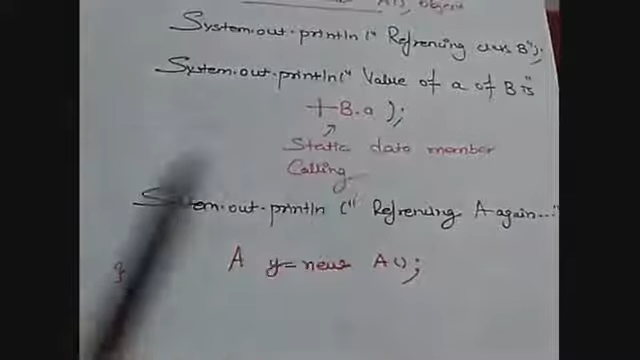 A(), object
System.out.println(" Refrencing class B");
System.out.println(" Value of a of B is"
+B.a );
Static data member
Calling
System.out.println (" Refrencing A again..."
A y=new A();
}